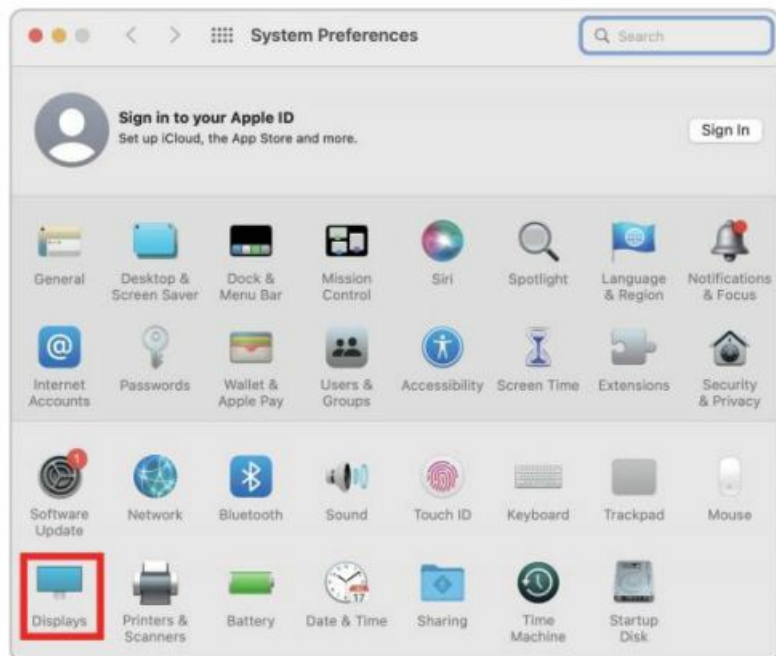 System Preferences
Search
Sign in to your Apple ID
Set up iCloud, the App Store and more.
Sign In
General
Desktop &
Screen Saver
Dock &
Menu Bar
Mission
Control
Siri
Spotlight
Language
& Region
Notifications
& Focus
Internet
Accounts
Passwords
Wallet &
Apple Pay
Users &
Groups
Accessibility
Screen Time
Extensions
Security
& Privacy
1
Software
Update
Network
Bluetooth
Sound
Touch ID
Keyboard
Trackpad
Mouse
Displays
Printers &
Scanners
Battery
17
Date & Time
Sharing
Time
Machine
Startup
Disk